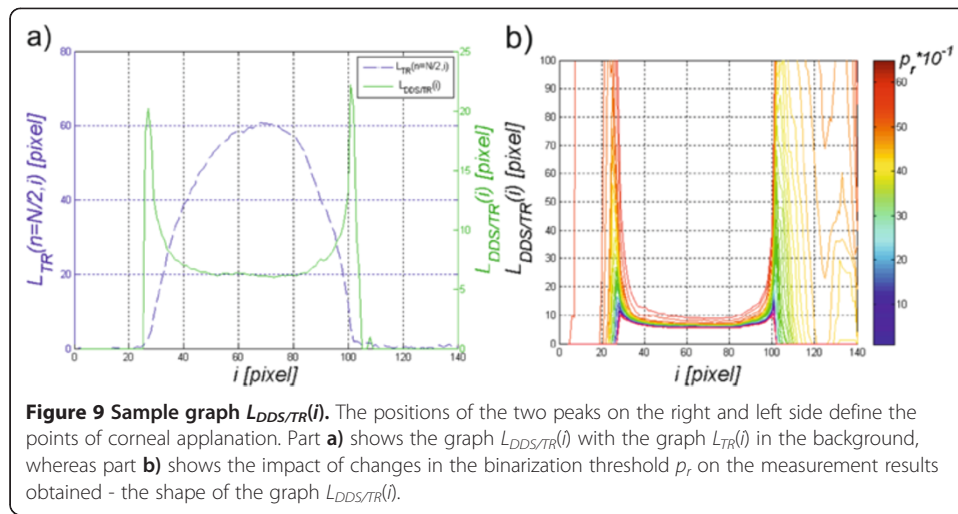 a)
80
60
40
20
0
L_TR(n=N/2,i) [pixel]
0 20 40 60 80 100 120 140
i [pixel]
25
20
15
10
5
0
L_DDS/TR(i) [pixel]
L_TR(n=N/2,i)
L_DDS/TR(i)
b)
100
90
80
70
60
50
40
30
20
10
0
L_DDS/TR(i) [pixel]
0 20 40 60 80 100 120 140
i [pixel]
p_r*10^-1
60
50
40
30
20
10
Figure 9 Sample graph L_DDS/TR(i). The positions of the two peaks on the right and left side define the
points of corneal applanation. Part a) shows the graph L_DDS/TR(i) with the graph L_TR(i) in the background,
whereas part b) shows the impact of changes in the binarization threshold p_r on the measurement results
obtained - the shape of the graph L_DDS/TR(i).